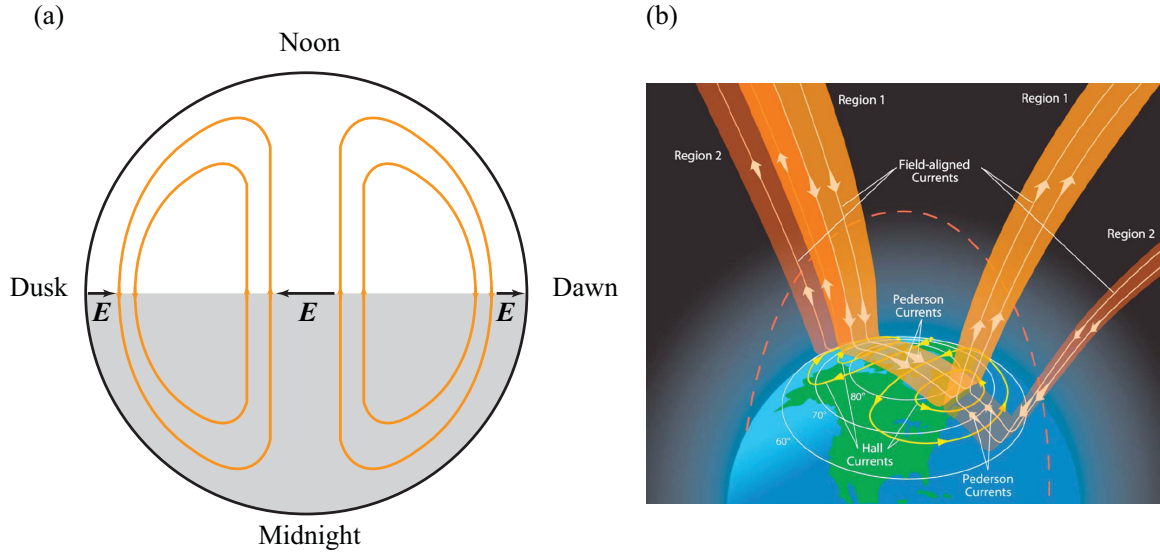 (a)
Noon
Dusk
E
E
E
Dawn
Midnight
(b)
Region 1
Region 1
Region 2
Field-aligned
Currents
Region 2
Pederson
Currents
80°
70°
60°
Hall
Currents
Pederson
Currents